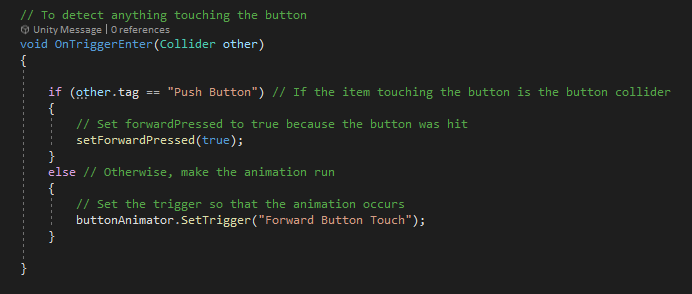 // To detect anything touching the button
Unity Message | 0 references
void OnTriggerEnter(Collider other)
{
if (other.tag == "Push Button") // If the item touching the button is the button collider
{
// Set forwardPressed to true because the button was hit
setForwardPressed(true);
}
else // Otherwise, make the animation run
{
// Set the trigger so that the animation occurs
buttonAnimator.SetTrigger("Forward Button Touch");
}
}